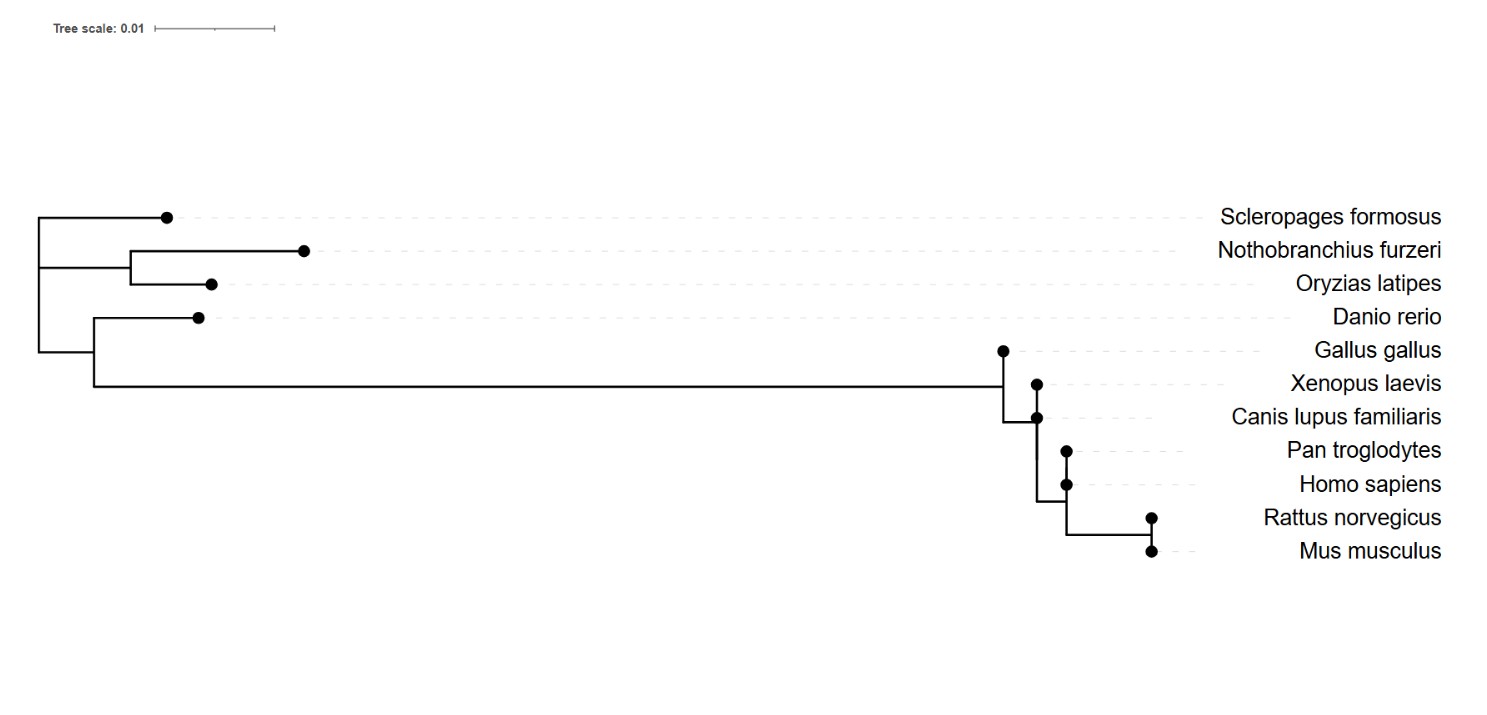 Tree scale: 0.01
Scleropages formosus
Nothobranchius furzeri
Oryzias latipes
Danio rerio
Gallus gallus
Xenopus laevis
Canis lupus familiaris
Pan troglodytes
Homo sapiens
Rattus norvegicus
Mus musculus